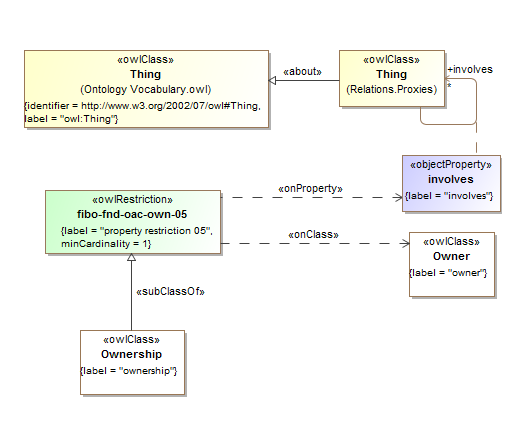 «owlClass»
Thing
(Ontology Vocabulary.owl)
{identifier = http://www.w3.org/2002/07/owl#Thing,
label = "owl:Thing"}
«about»
«owlClass»
Thing
(Relations.Proxies)
+involves
*
«objectProperty»
involves
{label = "involves"}
«owlRestriction»
fibo-fnd-oac-own-05
{label = "property restriction 05",
minCardinality = 1}
«onProperty»
«onClass»
«owlClass»
Owner
{label = "owner"}
«subClassOf»
«owlClass»
Ownership
{label = "ownership"}